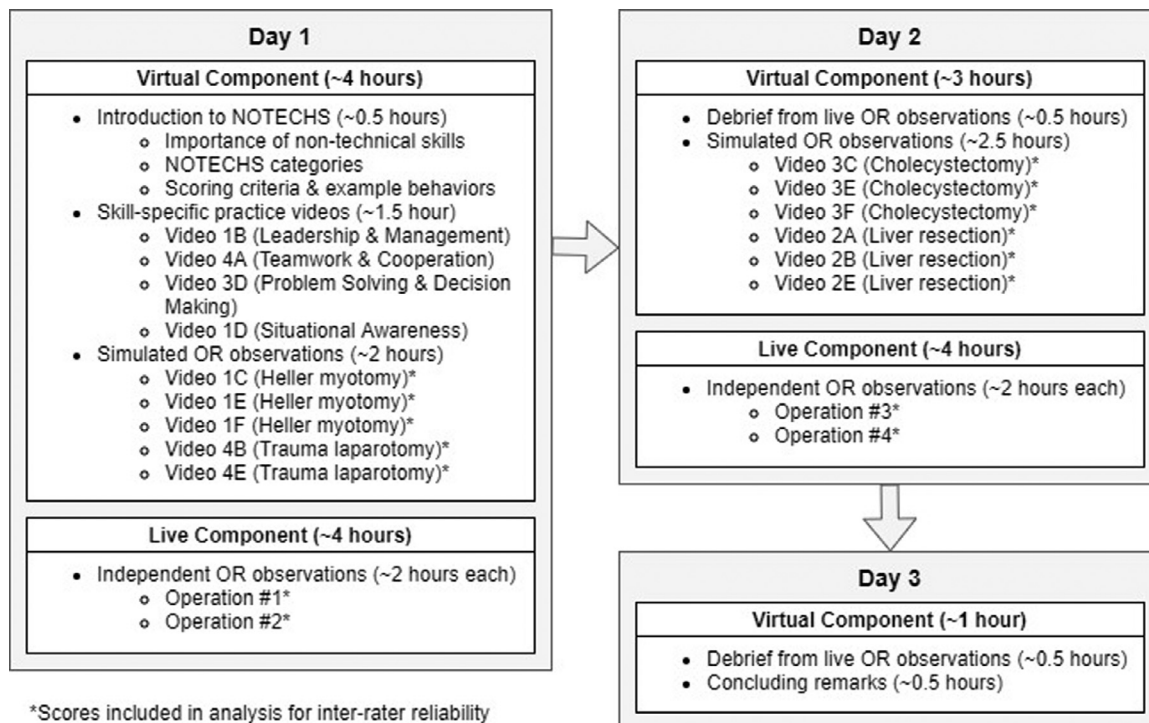 Day 1
Virtual Component (~4 hours)
• Introduction to NOTECHS (~0.5 hours)
o Importance of non-technical skills
o NOTECHS categories
o Scoring criteria & example behaviors
• Skill-specific practice videos (~1.5 hour)
o Video 1B (Leadership & Management)
o Video 4A (Teamwork & Cooperation)
o Video 3D (Problem Solving & Decision
Making)
o Video 1D (Situational Awareness)
• Simulated OR observations (~2 hours)
o Video 1C (Heller myotomy)*
o Video 1E (Heller myotomy)*
o Video 1F (Heller myotomy)*
o Video 4B (Trauma laparotomy)*
o Video 4E (Trauma laparotomy)*
Live Component (~4 hours)
• Independent OR observations (~2 hours each)
o Operation #1*
o Operation #2*
Day 2
Virtual Component (~3 hours)
• Debrief from live OR observations (~0.5 hours)
• Simulated OR observations (~2.5 hours)
o Video 3C (Cholecystectomy)*
o Video 3E (Cholecystectomy)*
o Video 3F (Cholecystectomy)*
o Video 2A (Liver resection)*
o Video 2B (Liver resection)*
o Video 2E (Liver resection)*
Live Component (~4 hours)
• Independent OR observations (~2 hours each)
o Operation #3*
o Operation #4*
Day 3
Virtual Component (~1 hour)
• Debrief from live OR observations (~0.5 hours)
• Concluding remarks (~0.5 hours)
*Scores included in analysis for inter-rater reliability